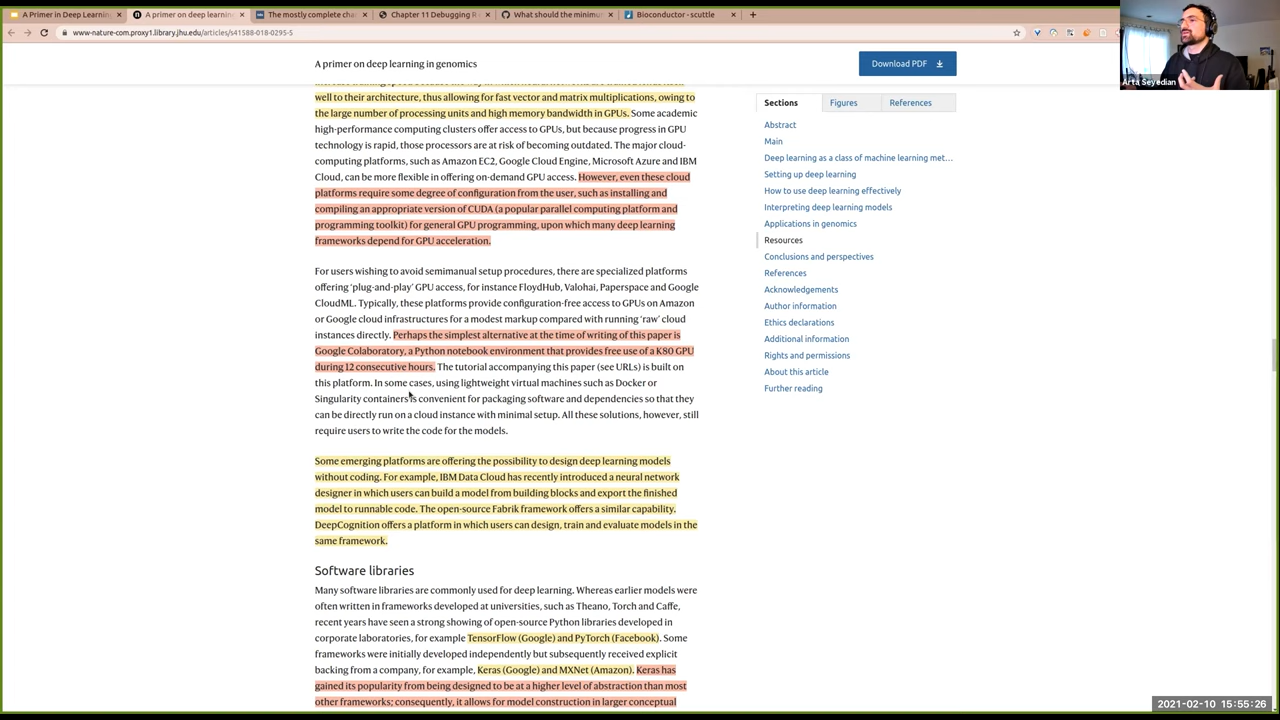 A Primer in Deep Learning
A primer on deep learning
The mostly complete cha
Chapter 11 Debugging R
What should the minimu
Bioconductor - scuttle
www-nature-com.proxy1.library.jhu.edu/articles/s41588-018-0295-5
Arta Seyedian
A primer on deep learning in genomics
Download PDF
well to their architecture, thus allowing for fast vector and matrix multiplications, owing to
the large number of processing units and high memory bandwidth in GPUs. Some academic
high-performance computing clusters offer access to GPUs, but because progress in GPU
technology is rapid, those processors are at risk of becoming outdated. The major cloud-
computing platforms, such as Amazon EC2, Google Cloud Engine, Microsoft Azure and IBM
Cloud, can be more flexible in offering on-demand GPU access. However, even these cloud
platforms require some degree of configuration from the user, such as installing and
compiling an appropriate version of CUDA (a popular parallel computing platform and
programming toolkit) for general GPU programming, upon which many deep learning
frameworks depend for GPU acceleration.
For users wishing to avoid semimanual setup procedures, there are specialized platforms
offering ‘plug-and-play’ GPU access, for instance FloydHub, Valohai, Paperspace and Google
CloudML. Typically, these platforms provide configuration-free access to GPUs on Amazon
or Google cloud infrastructures for a modest markup compared with running ‘raw’ cloud
instances directly. Perhaps the simplest alternative at the time of writing of this paper is
Google Colaboratory, a Python notebook environment that provides free use of a K80 GPU
during 12 consecutive hours. The tutorial accompanying this paper (see URLs) is built on
this platform. In some cases, using lightweight virtual machines such as Docker or
Singularity containers is convenient for packaging software and dependencies so that they
can be directly run on a cloud instance with minimal setup. All these solutions, however, still
require users to write the code for the models.
Some emerging platforms are offering the possibility to design deep learning models
without coding. For example, IBM Data Cloud has recently introduced a neural network
designer in which users can build a model from building blocks and export the finished
model to runnable code. The open-source Fabrik framework offers a similar capability.
DeepCognition offers a platform in which users can design, train and evaluate models in the
same framework.
Software libraries
Many software libraries are commonly used for deep learning. Whereas earlier models were
often written in frameworks developed at universities, such as Theano, Torch and Caffe,
recent years have seen a strong showing of open-source Python libraries developed in
corporate laboratories, for example TensorFlow (Google) and PyTorch (Facebook). Some
frameworks were initially developed independently but subsequently received explicit
backing from a company, for example, Keras (Google) and MXNet (Amazon). Keras has
gained its popularity from being designed to be at a higher level of abstraction than most
other frameworks; consequently, it allows for model construction in larger conceptual
Sections
Figures
References
Abstract
Main
Deep learning as a class of machine learning met…
Setting up deep learning
How to use deep learning effectively
Interpreting deep learning models
Applications in genomics
Resources
Conclusions and perspectives
References
Acknowledgements
Author information
Ethics declarations
Additional information
Rights and permissions
About this article
Further reading
2021-02-10 15:55:26